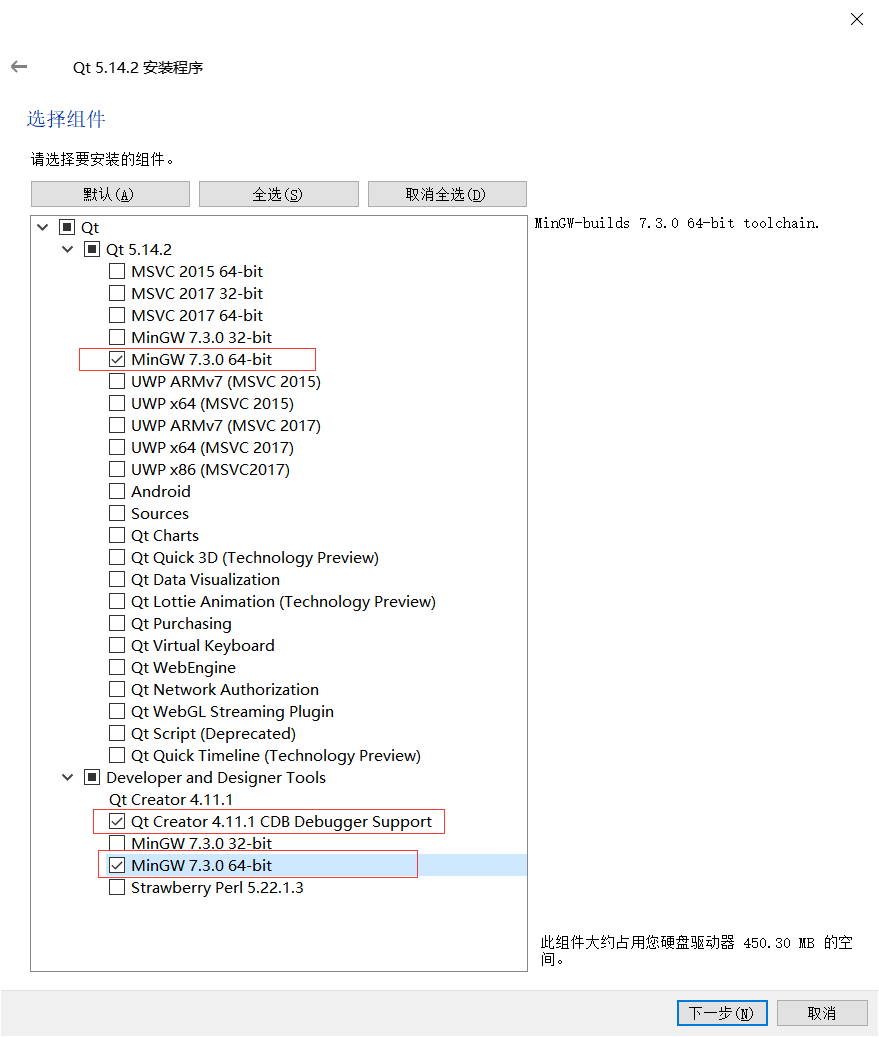 Qt 5.14.2 安装程序
选择组件
请选择要安装的组件。
默认(A) 全选(S) 取消全选(D)
Qt
MinGW-builds 7.3.0 64-bit toolchain.
Qt 5.14.2
MSVC 2015 64-bit
MSVC 2017 32-bit
MSVC 2017 64-bit
MinGW 7.3.0 32-bit
MinGW 7.3.0 64-bit
UWP ARMv7 (MSVC 2015)
UWP x64 (MSVC 2015)
UWP ARMv7 (MSVC 2017)
UWP x64 (MSVC 2017)
UWP x86 (MSVC2017)
Android
Sources
Qt Charts
Qt Quick 3D (Technology Preview)
Qt Data Visualization
Qt Lottie Animation (Technology Preview)
Qt Purchasing
Qt Virtual Keyboard
Qt WebEngine
Qt Network Authorization
Qt WebGL Streaming Plugin
Qt Script (Deprecated)
Qt Quick Timeline (Technology Preview)
Developer and Designer Tools
Qt Creator 4.11.1
Qt Creator 4.11.1 CDB Debugger Support
MinGW 7.3.0 32-bit
MinGW 7.3.0 64-bit
Strawberry Perl 5.22.1.3
此组件大约占用您硬盘驱动器 450.30 MB 的空
间。
下一步(N) 取消